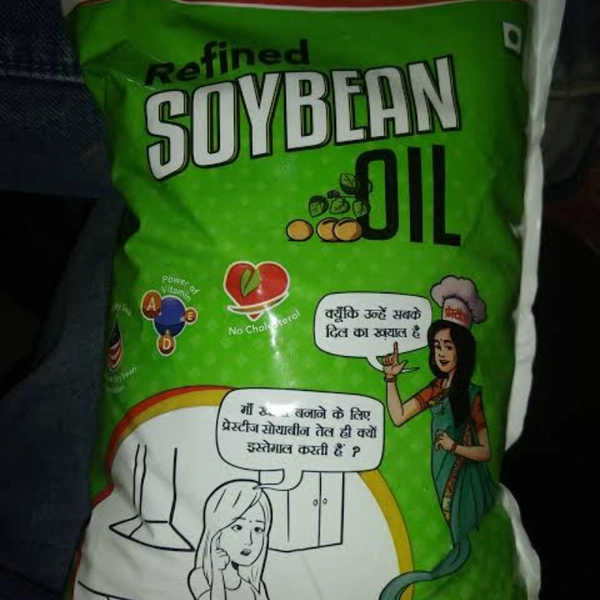 Refined
SOYBEAN
OIL
Power of
Vitamin
A
E
D
No Cholesterol
क्यूँकि उन्हें सबके
दिल का ख़याल है
माँ बनाने के लिए
प्रेस्टीज सोयाबीन तेल ही क्यों
इस्तेमाल करती हैं ?